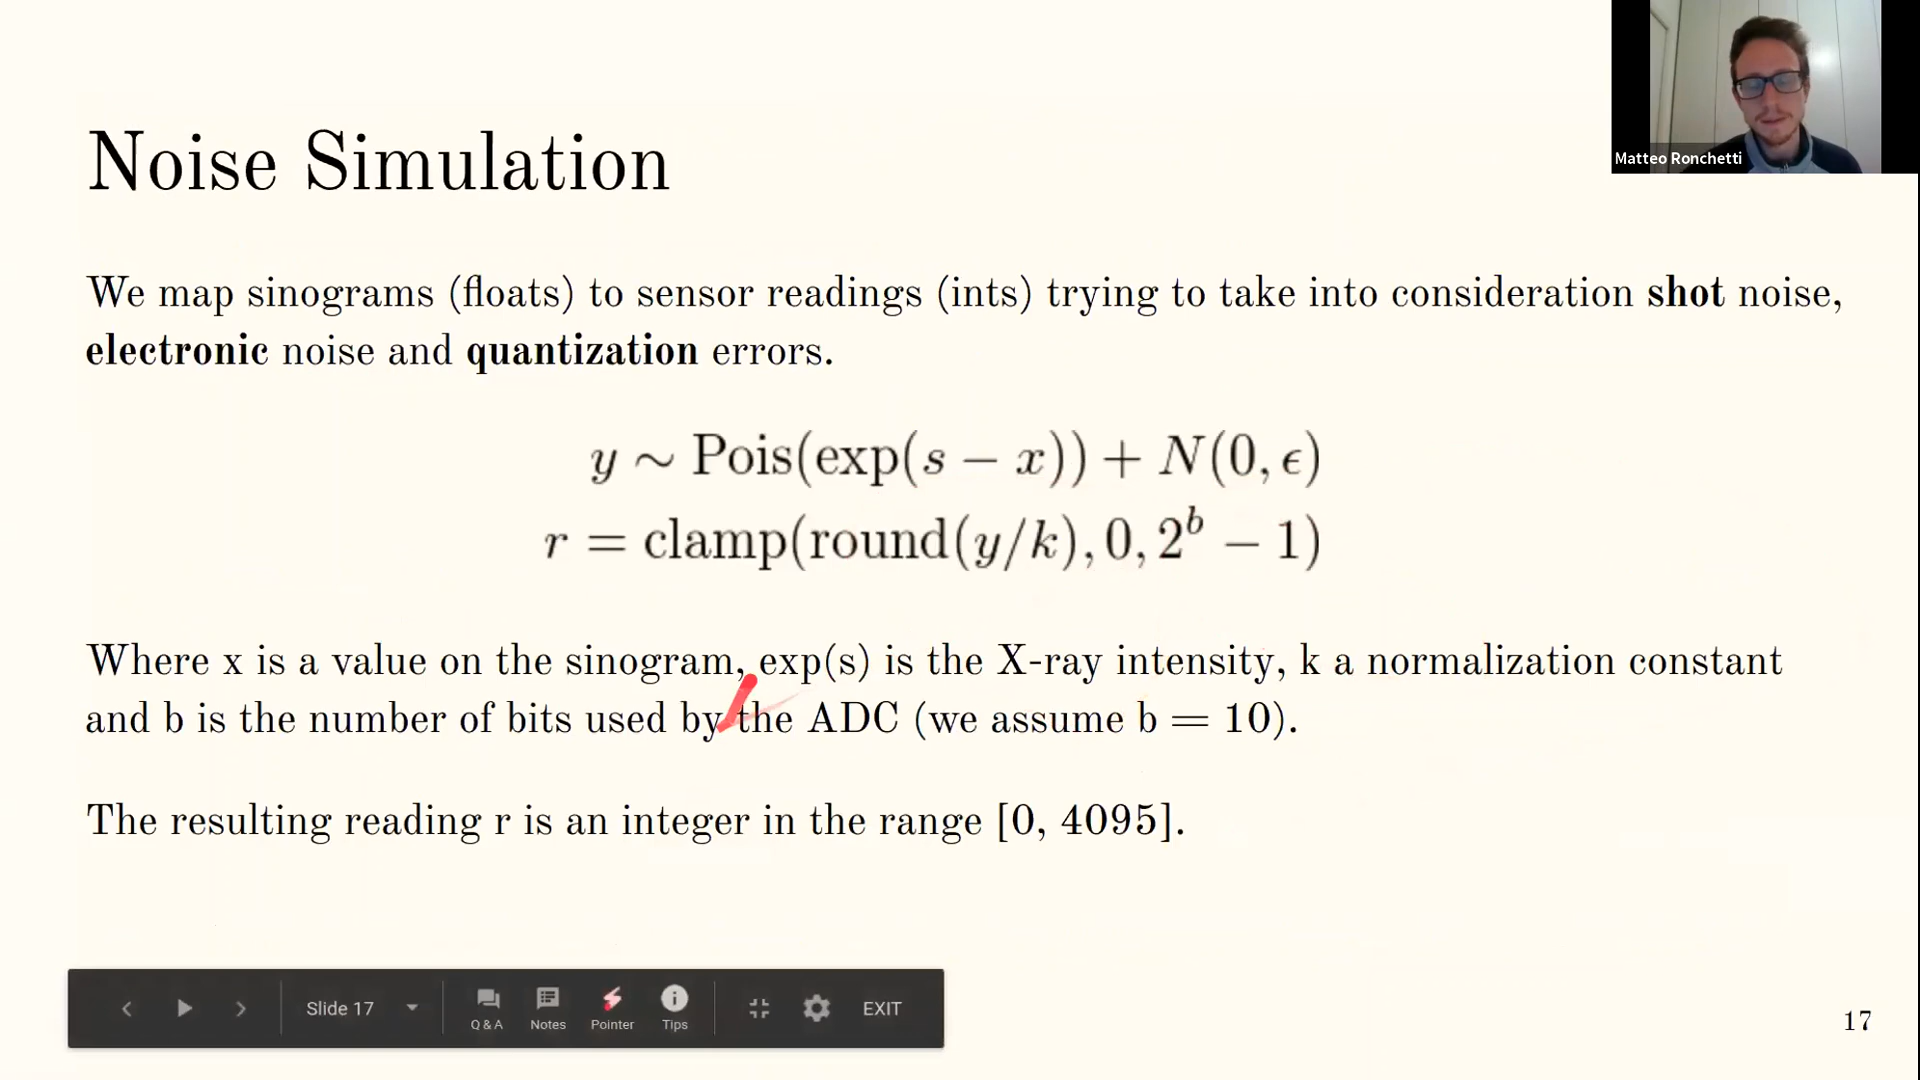 Matteo Ronchetti
Noise Simulation
We map sinograms (floats) to sensor readings (ints) trying to take into consideration shot noise,
electronic noise and quantization errors.
y ∼ Pois(exp(s − x)) + N(0, ϵ)
r = clamp(round(y/k), 0, 2^b − 1)
Where x is a value on the sinogram, exp(s) is the X-ray intensity, k a normalization constant
and b is the number of bits used by the ADC (we assume b = 10).
The resulting reading r is an integer in the range [0, 4095].
Slide 17
Q & A
Notes
Pointer
Tips
EXIT
17